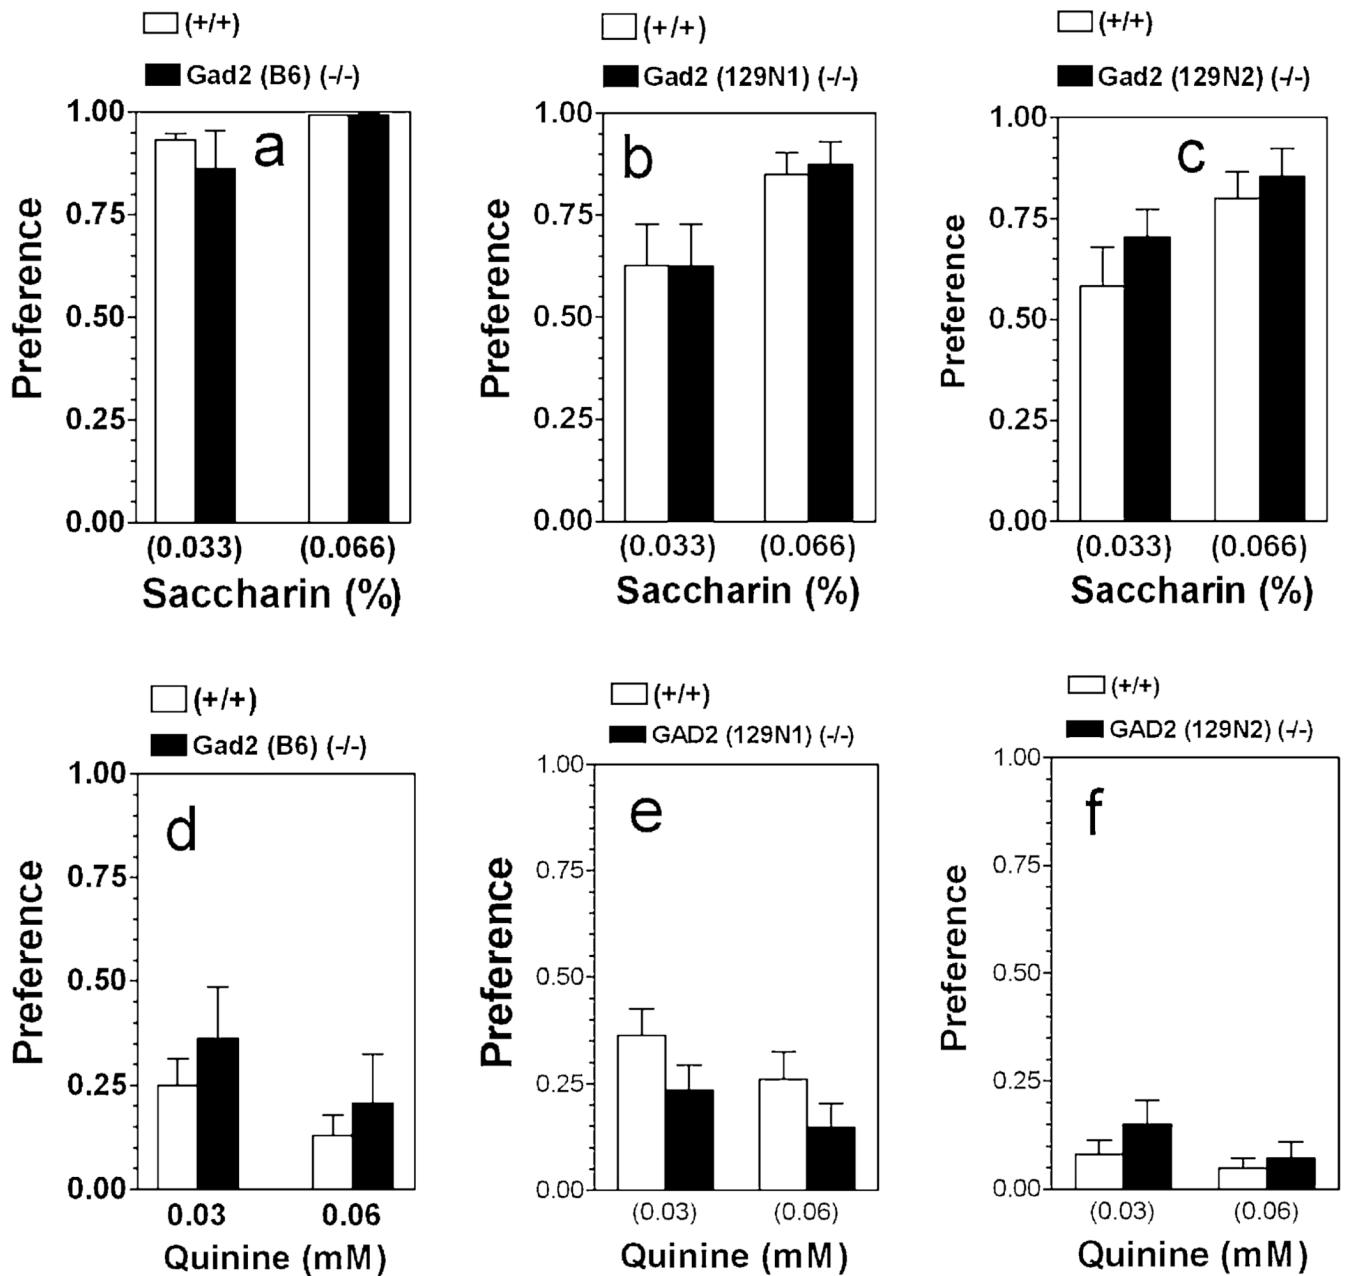 (+/+)
Gad2 (B6) (-/-)
a
1.00
0.75
0.50
0.25
0.00
Preference
(0.033) (0.066)
Saccharin (%)
(+/+)
Gad2 (129N1) (-/-)
b
1.00
0.75
0.50
0.25
0.00
Preference
(0.033) (0.066)
Saccharin (%)
(+/+)
Gad2 (129N2) (-/-)
c
1.00
0.75
0.50
0.25
0.00
Preference
(0.033) (0.066)
Saccharin (%)
(+/+)
Gad2 (B6) (-/-)
d
1.00
0.75
0.50
0.25
0.00
Preference
0.03 0.06
Quinine (mM)
(+/+)
GAD2 (129N1) (-/-)
e
1.00
0.75
0.50
0.25
0.00
Preference
(0.03) (0.06)
Quinine (mM)
(+/+)
GAD2 (129N2) (-/-)
f
1.00
0.75
0.50
0.25
0.00
Preference
(0.03) (0.06)
Quinine (mM)